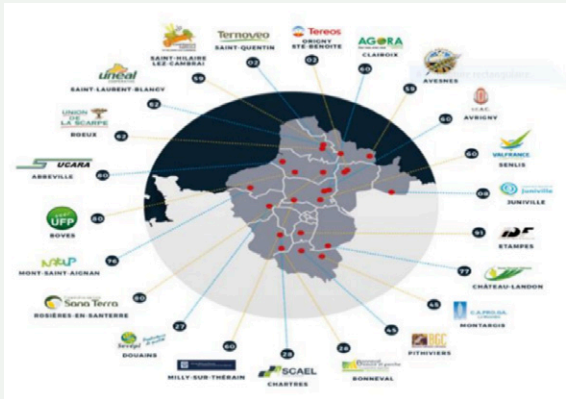 SAINT-HILAIRE
LEZ-CAMBRAI
59
Ternoveo
SAINT-QUENTIN
02
Tereos
ORIGNY
STE-BENOITE
02
AGORA
CLAIROIX
60
AVESNES
59
I.C.A.C.
AVRIGNY
60
VALFRANCE
SENLIS
60
Juniville
JUNIVILLE
08
ETAMPES
91
CHÂTEAU-LANDON
77
MONTARGIS
45
BGC
PITHIVIERS
45
BONNEVAL
28
SCAEL
CHARTRES
28
MILLY-SUR-THÉRAIN
60
Sevépi
DOUAINS
27
Sana Terra
ROSIÈRES-EN-SANTERRE
80
MONT-SAINT-AIGNAN
76
UFP
BOVES
80
UCARA
ABBEVILLE
80
UNION DE
LA SCARPE
ROEUX
62
uneal
SAINT-LAURENT-BLANGY
62